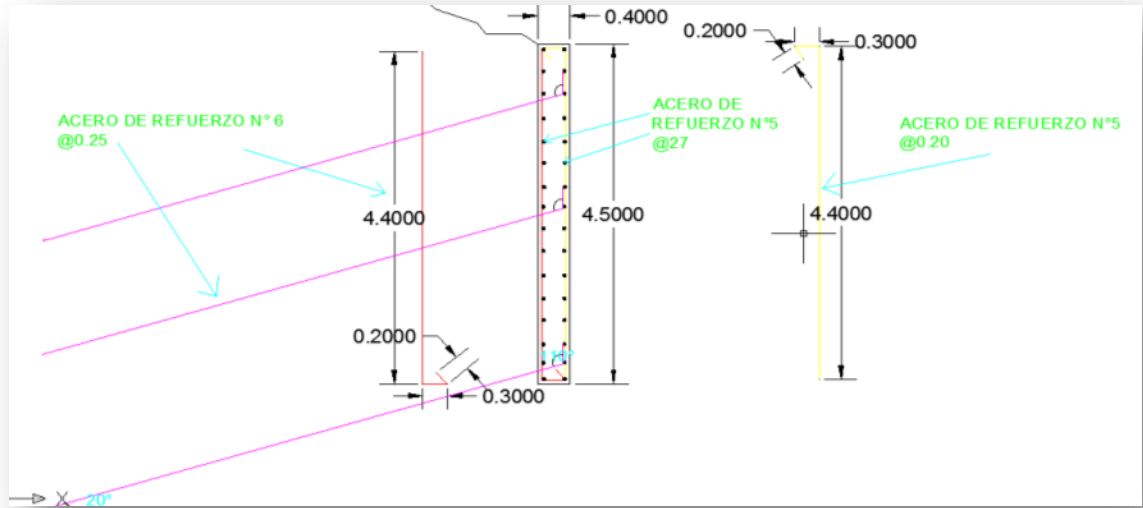 0.4000
0.2000
0.3000
ACERO DE REFUERZO N° 6
@0.25
ACERO DE
REFUERZO N°5
@27
ACERO DE REFUERZO N°5
@0.20
4.4000
4.5000
4.4000
0.2000
110°
0.3000
X
20°